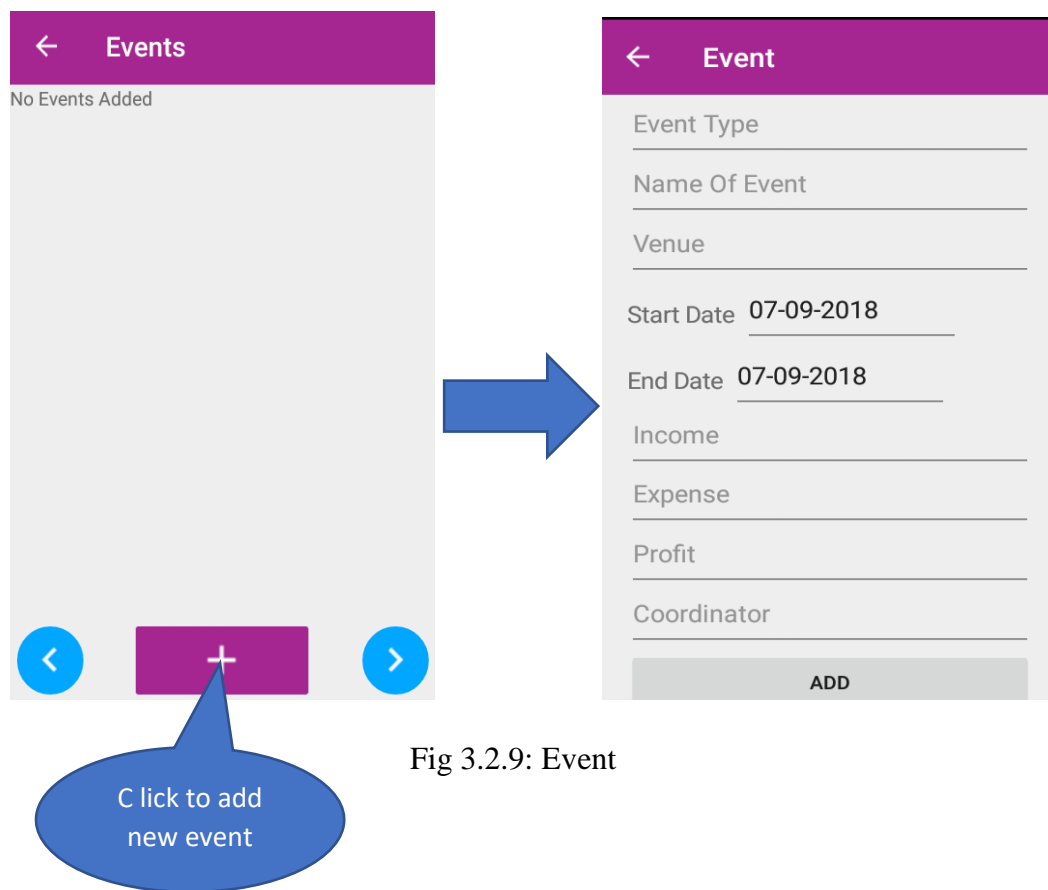 Events
No Events Added
Event
Event Type
Name Of Event
Venue
Start Date 07-09-2018
End Date 07-09-2018
Income
Expense
Profit
Coordinator
ADD
Fig 3.2.9: Event
C lick to add
new event